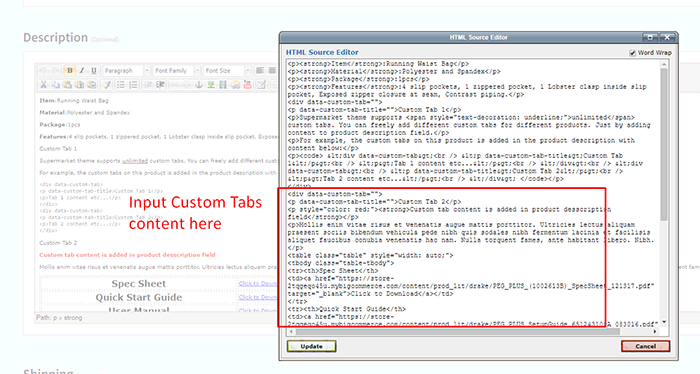 Description (Optional)
Paragraph Font Family Font Size
Item:Running Waist Bag
Material:Polyester and Spandex
Package:1pcs
Features:4 slip pockets, 1 zippered pocket, 1 Lobster clasp inside slip pocket, Expose
Custom Tab 1
Supermarket theme supports unlimited custom tabs. You can freely add different custo
For example, the custom tabs on this product is added in the product description with
<div data-custom-tab>
<p data-custom-tab-title>Custom Tab 1</p>
<p>Tab 1 content etc...</p>
</div>
<div data-custom-tab>
<p data-custom-tab-title>Custom Tab 2</p>
<p>Tab 2 content etc...</p>
</div>
Custom Tab 2
Custom tab content is added in product desscription field
Mollis enim vitae risus et venenatis augue mattis porttitor. Ultricies lectus aliquam praesen
Spec Sheet Click to Down
Quick Start Guide Click to Down
User Manual Click to Down
Path: p » strong
Shipping
Input Custom Tabs
content here
HTML Source Editor
HTML Source Editor
Word Wrap
<p><strong>Item</strong>:Running Waist Bag</p>
<p><strong>Material</strong>:Polyester and Spandex</p>
<p><strong>Package</strong>:1pcs</p>
<p><strong>Features</strong>:4 slip pockets, 1 zippered pocket, 1 Lobster clasp inside slip
pocket, Exposed zipper closure at seam, Contrast piping.</p>
<div data-custom-tab="">
<p data-custom-tab-title="">Custom Tab 1</p>
<p>Supermarket theme supports <span style="text-decoration: underline;">unlimited</span>
custom tabs. You can freely add different custom tabs for different products. Just by adding
content to product description field.</p>
<p>For example, the custom tabs on this product is added in the product description with
content below:</p>
<p><code> &lt;div data-custom-tab&gt;<br /> &lt;p data-custom-tab-title&gt;Custom Tab
1&lt;/p&gt;<br /> &lt;p&gt;Tab 1 content etc...&lt;/p&gt;<br /> &lt;/div&gt;<br /> &lt;div
data-custom-tab&gt;<br /> &lt;p data-custom-tab-title&gt;Custom Tab 2&lt;/p&gt;<br />
&lt;p&gt;Tab 2 content etc...&lt;/p&gt;<br /> &lt;/div&gt; </code></p>
</div>
<div data-custom-tab="">
<p data-custom-tab-title="">Custom Tab 2</p>
<p style="color: red;"><strong>Custom tab content is added in product desscription
field</strong></p>
<p>Mollis enim vitae risus et venenatis augue mattis porttitor. Ultricies lectus aliquam
praesent sociis bibendum vehicula pede nibh quis sodales nibh fermentum lacinia et facilisis
aliquet faucibus conubia venenatis hac nam. Nulla torquent fames, ante habitant libero. Nibh.
</p>
<table class="table" style="width: auto;">
<tbody class="table-tbody">
<tr><th>Spec Sheet</th>
<td><a href="https://store-
2tqgeqo45u.mybigcommerce.com/content/prod_lit/drake/PEG_PLUS_(1002613B)_SpecSheet_121317.pdf"
target="_blank">Click to Download</a></td>
</tr>
<tr><th>Quick Start Guide</th>
<td><a href="https://store-
2tqgeqo45u.mybigcommerce.com/content/prod_lit/drake/PEG_PLUS_SetupGuide_651243100A_083016.pdf"
Update
Cancel